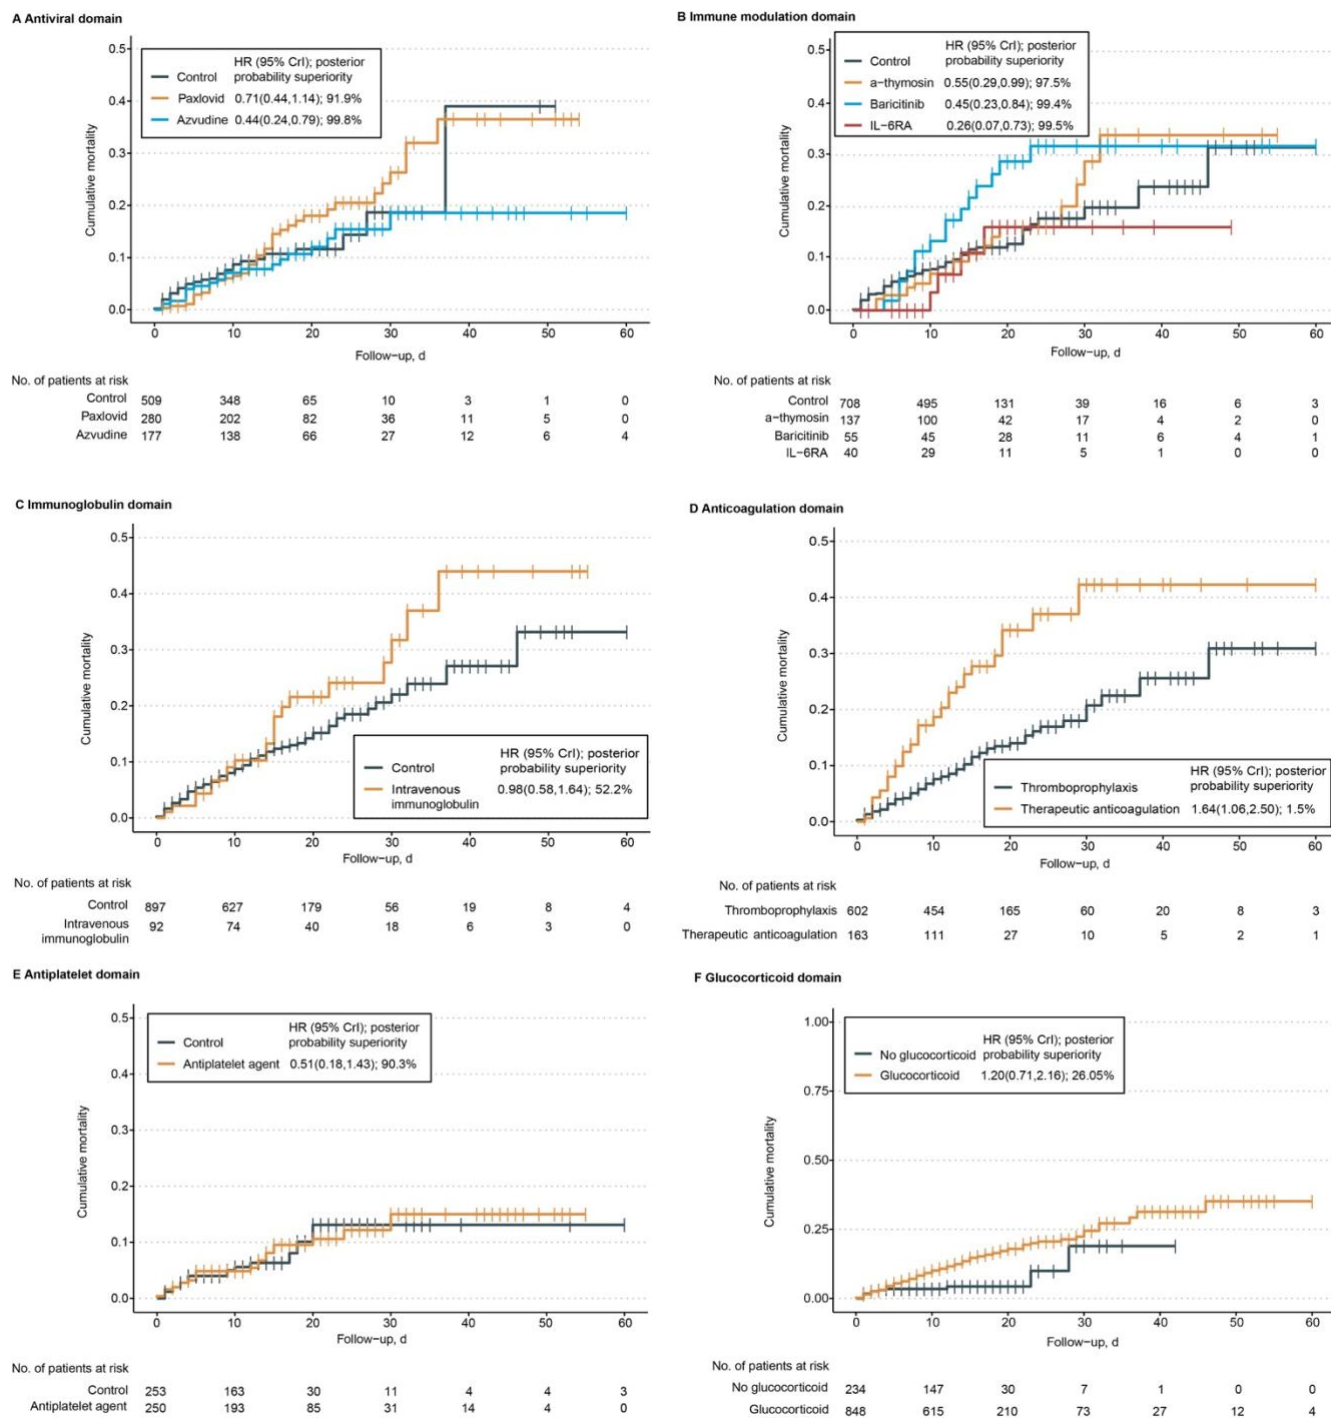 A Antiviral domain
0.5
0.4
0.3
0.2
0.1
0.0
Cumulative mortality
HR (95% CrI); posterior
Control probability superiority
Paxlovid 0.71(0.44,1.14); 91.9%
Azvudine 0.44(0.24,0.79); 99.8%
0 10 20 30 40 50 60
Follow-up, d
No. of patients at risk
Control 509 348 65 10 3 1 0
Paxlovid 280 202 82 36 11 5 0
Azvudine 177 138 66 27 12 6 4
B Immune modulation domain
0.5
0.4
0.3
0.2
0.1
0.0
Cumulative mortality
HR (95% CrI); posterior
Control probability superiority
a-thymosin 0.55(0.29,0.99); 97.5%
Baricitinib 0.45(0.23,0.84); 99.4%
IL-6RA 0.26(0.07,0.73); 99.5%
0 10 20 30 40 50 60
Follow-up, d
No. of patients at risk
Control 708 495 131 39 16 6 3
a-thymosin 137 100 42 17 4 2 0
Baricitinib 55 45 28 11 6 4 1
IL-6RA 40 29 11 5 1 0 0
C Immunoglobulin domain
0.5
0.4
0.3
0.2
0.1
0.0
Cumulative mortality
HR (95% CrI); posterior
Control probability superiority
Intravenous 0.98(0.58,1.64); 52.2%
immunoglobulin
0 10 20 30 40 50 60
Follow-up, d
No. of patients at risk
Control 897 627 179 56 19 8 4
Intravenous 92 74 40 18 6 3 0
immunoglobulin
D Anticoagulation domain
0.5
0.4
0.3
0.2
0.1
0.0
Cumulative mortality
HR (95% CrI); posterior
Thromboprophylaxis probability superiority
Therapeutic anticoagulation 1.64(1.06,2.50); 1.5%
0 10 20 30 40 50 60
Follow-up, d
No. of patients at risk
Thromboprophylaxis 602 454 165 60 20 8 3
Therapeutic anticoagulation 163 111 27 10 5 2 1
E Antiplatelet domain
0.5
0.4
0.3
0.2
0.1
0.0
Cumulative mortality
HR (95% CrI); posterior
Control probability superiority
Antiplatelet agent 0.51(0.18,1.43); 90.3%
0 10 20 30 40 50 60
Follow-up, d
No. of patients at risk
Control 253 163 30 11 4 4 3
Antiplatelet agent 250 193 85 31 14 4 0
F Glucocorticoid domain
1.00
0.75
0.50
0.25
0.00
Cumulative mortality
HR (95% CrI); posterior
No glucocorticoid probability superiority
Glucocorticoid 1.20(0.71,2.16); 26.05%
0 10 20 30 40 50 60
Follow-up, d
No. of patients at risk
No glucocorticoid 234 147 30 7 1 0 0
Glucocorticoid 848 615 210 73 27 12 4